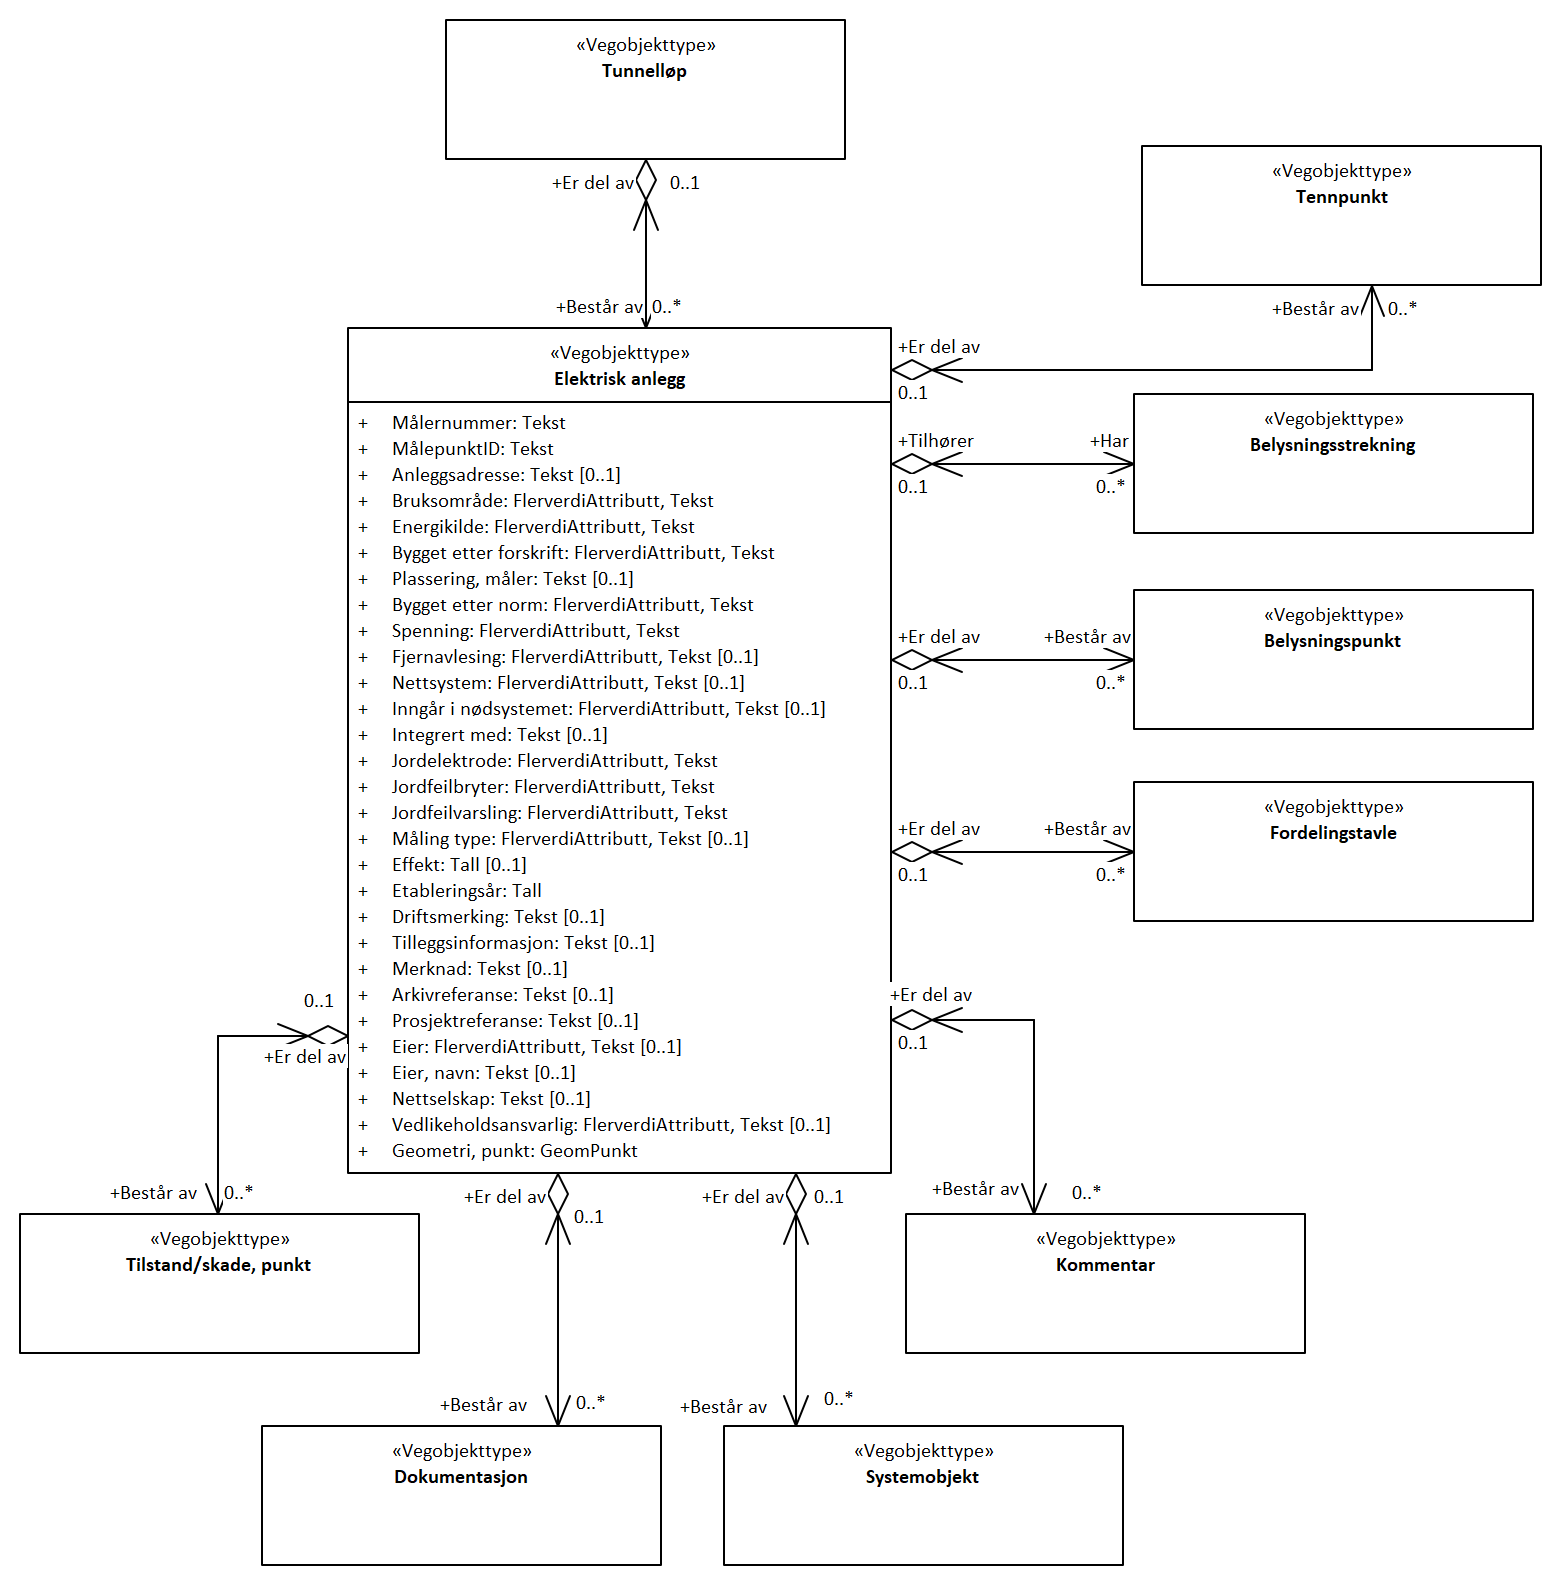 «Vegobjekttype»
Tunnelløp
+Er del av 0..1
+Består av 0..*
«Vegobjekttype»
Tennpunkt
+Består av 0..*
«Vegobjekttype»
Elektrisk anlegg
+ Målernummer: Tekst
+ MålepunktID: Tekst
+ Anleggsadresse: Tekst [0..1]
+ Bruksområde: FlerverdiAttributt, Tekst
+ Energikilde: FlerverdiAttributt, Tekst
+ Bygget etter forskrift: FlerverdiAttributt, Tekst
+ Plassering, måler: Tekst [0..1]
+ Bygget etter norm: FlerverdiAttributt, Tekst
+ Spenning: FlerverdiAttributt, Tekst
+ Fjernavlesing: FlerverdiAttributt, Tekst [0..1]
+ Nettsystem: FlerverdiAttributt, Tekst [0..1]
+ Inngår i nødsystemet: FlerverdiAttributt, Tekst [0..1]
+ Integrert med: Tekst [0..1]
+ Jordelektrode: FlerverdiAttributt, Tekst
+ Jordfeilbryter: FlerverdiAttributt, Tekst
+ Jordfeilvarsling: FlerverdiAttributt, Tekst
+ Måling type: FlerverdiAttributt, Tekst [0..1]
+ Effekt: Tall [0..1]
+ Etableringsår: Tall
+ Driftsmerking: Tekst [0..1]
+ Tilleggsinformasjon: Tekst [0..1]
+ Merknad: Tekst [0..1]
+ Arkivreferanse: Tekst [0..1]
+ Prosjektreferanse: Tekst [0..1]
+ Eier: FlerverdiAttributt, Tekst [0..1]
+ Eier, navn: Tekst [0..1]
+ Nettselskap: Tekst [0..1]
+ Vedlikeholdsansvarlig: FlerverdiAttributt, Tekst [0..1]
+ Geometri, punkt: GeomPunkt
+Er del av
0..1
+Tilhører +Har
0..1 0..*
«Vegobjekttype»
Belysningsstrekning
+Er del av +Består av
0..1 0..*
«Vegobjekttype»
Belysningspunkt
+Er del av +Består av
0..1 0..*
«Vegobjekttype»
Fordelingstavle
+Er del av
0..1
+Består av 0..*
«Vegobjekttype»
Kommentar
0..1
+Er del av
+Består av 0..*
«Vegobjekttype»
Tilstand/skade, punkt
+Er del av
0..1
+Består av 0..*
«Vegobjekttype»
Dokumentasjon
+Er del av 0..1
+Består av 0..*
«Vegobjekttype»
Systemobjekt